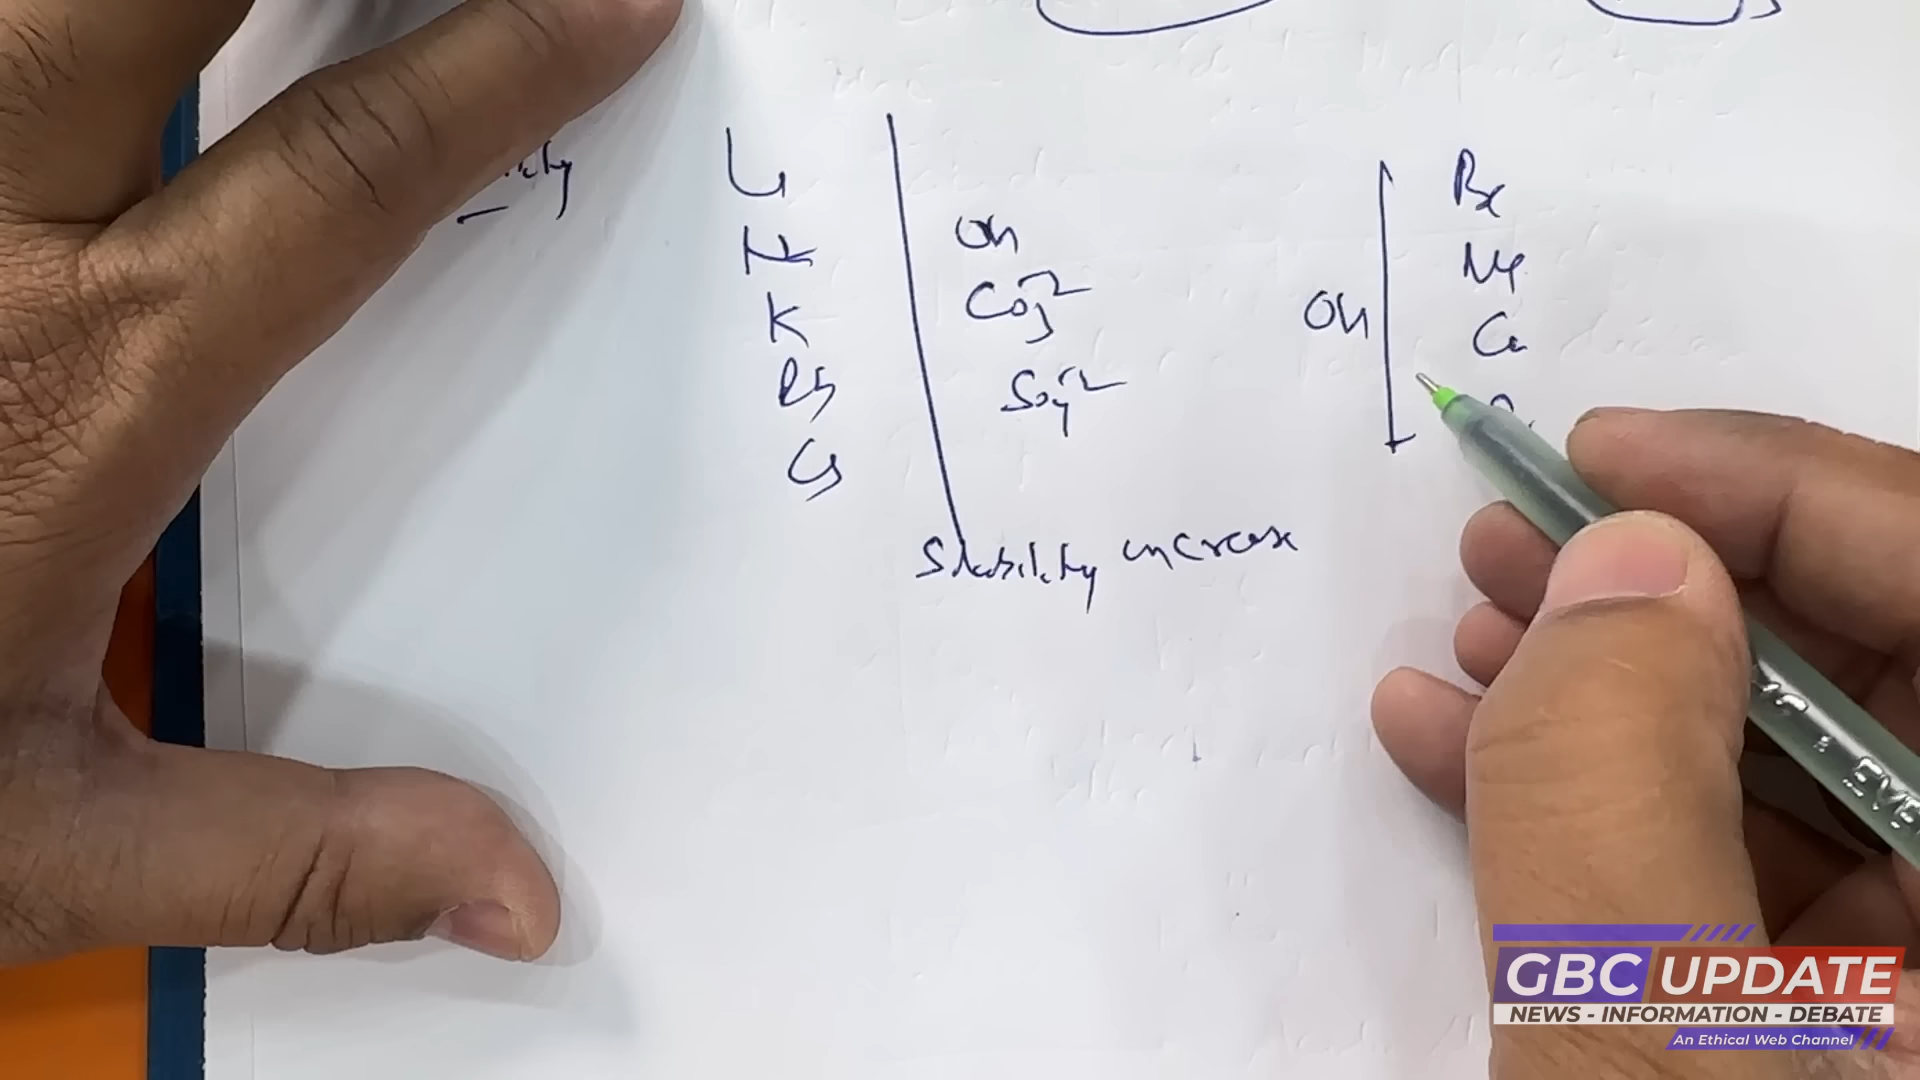 Li
Na
K
Rb
Cs
OH
CO3-2
SO4-2
Stability increase
OH
Be
Mg
Ca
GBC UPDATE
NEWS - INFORMATION - DEBATE
An Ethical Web Channel